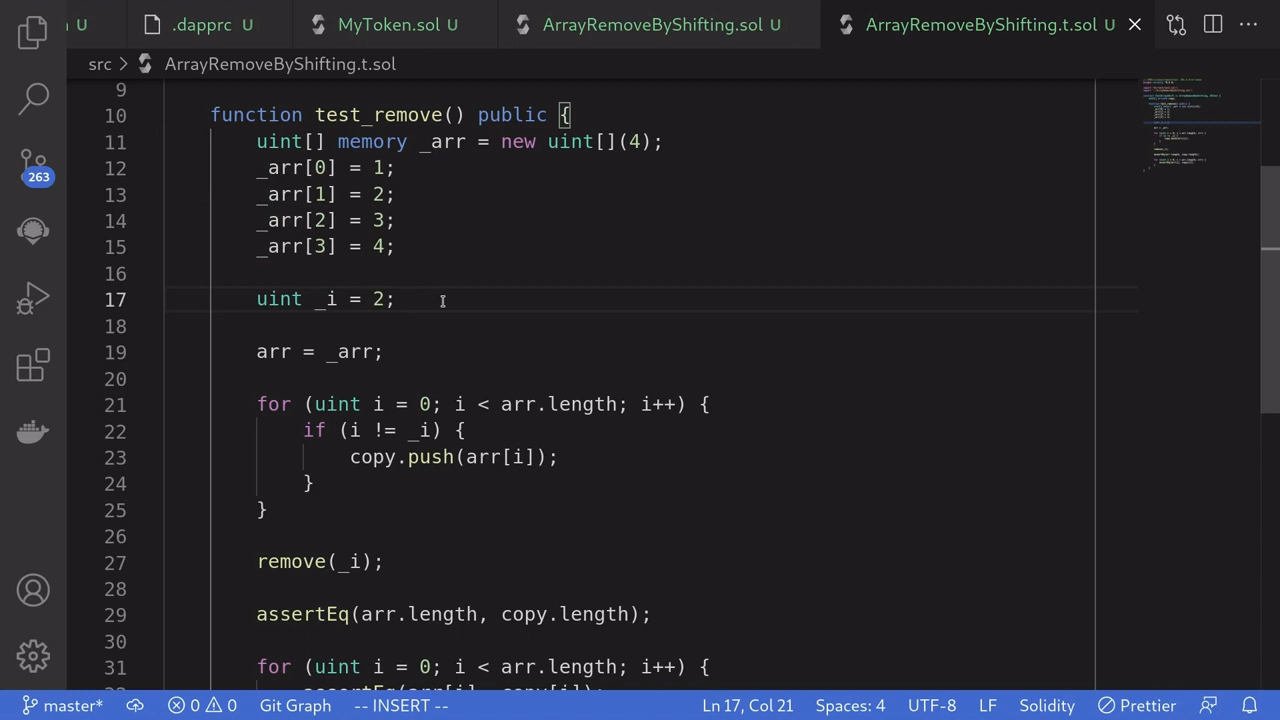 U .dapprc U MyToken.sol U ArrayRemoveByShifting.sol U ArrayRemoveByShifting.t.sol U
src > ArrayRemoveByShifting.t.sol
9
10 function test_remove() public {
11 uint[] memory _arr = new uint[](4);
12 _arr[0] = 1;
13 _arr[1] = 2;
14 _arr[2] = 3;
15 _arr[3] = 4;
16
17 uint _i = 2;
18
19 arr = _arr;
20
21 for (uint i = 0; i < arr.length; i++) {
22 if (i != _i) {
23 copy.push(arr[i]);
24 }
25 }
26
27 remove(_i);
28
29 assertEq(arr.length, copy.length);
30
31 for (uint i = 0; i < arr.length; i++) {
263
master* 0 0 Git Graph -- INSERT -- Ln 17, Col 21 Spaces: 4 UTF-8 LF Solidity Prettier